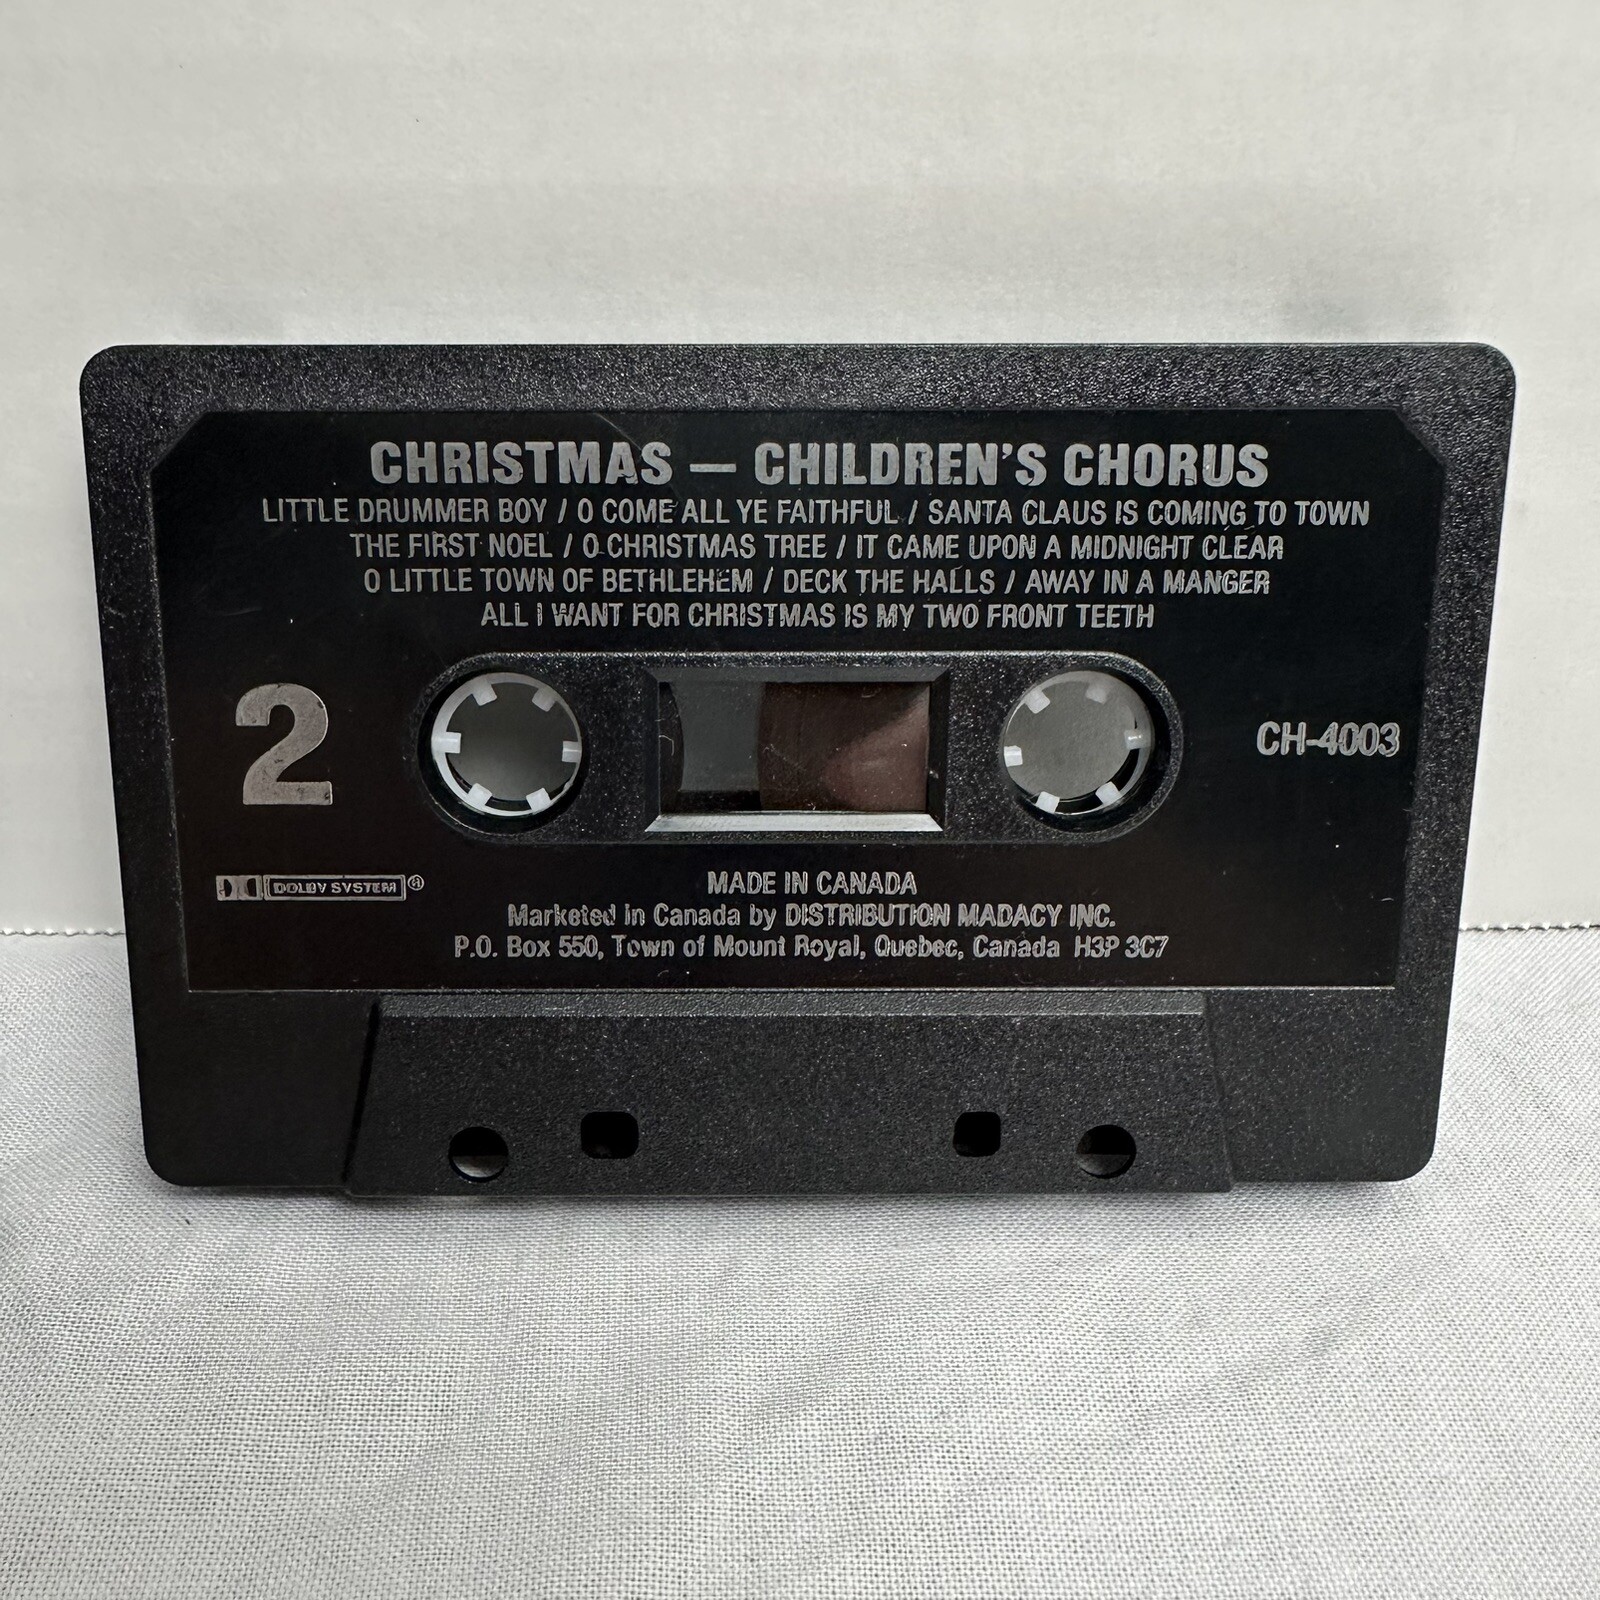 CHRISTMAS — CHILDREN'S CHORUS
LITTLE DRUMMER BOY / O COME ALL YE FAITHFUL / SANTA CLAUS IS COMING TO TOWN
THE FIRST NOEL / O CHRISTMAS TREE / IT CAME UPON A MIDNIGHT CLEAR
O LITTLE TOWN OF BETHLEHEM / DECK THE HALLS / AWAY IN A MANGER
ALL I WANT FOR CHRISTMAS IS MY TWO FRONT TEETH
2
CH-4003
DOLBY SYSTEM ®
MADE IN CANADA
Marketed in Canada by DISTRIBUTION MADACY INC.
P.O. Box 550, Town of Mount Royal, Quebec, Canada H3P 3C7